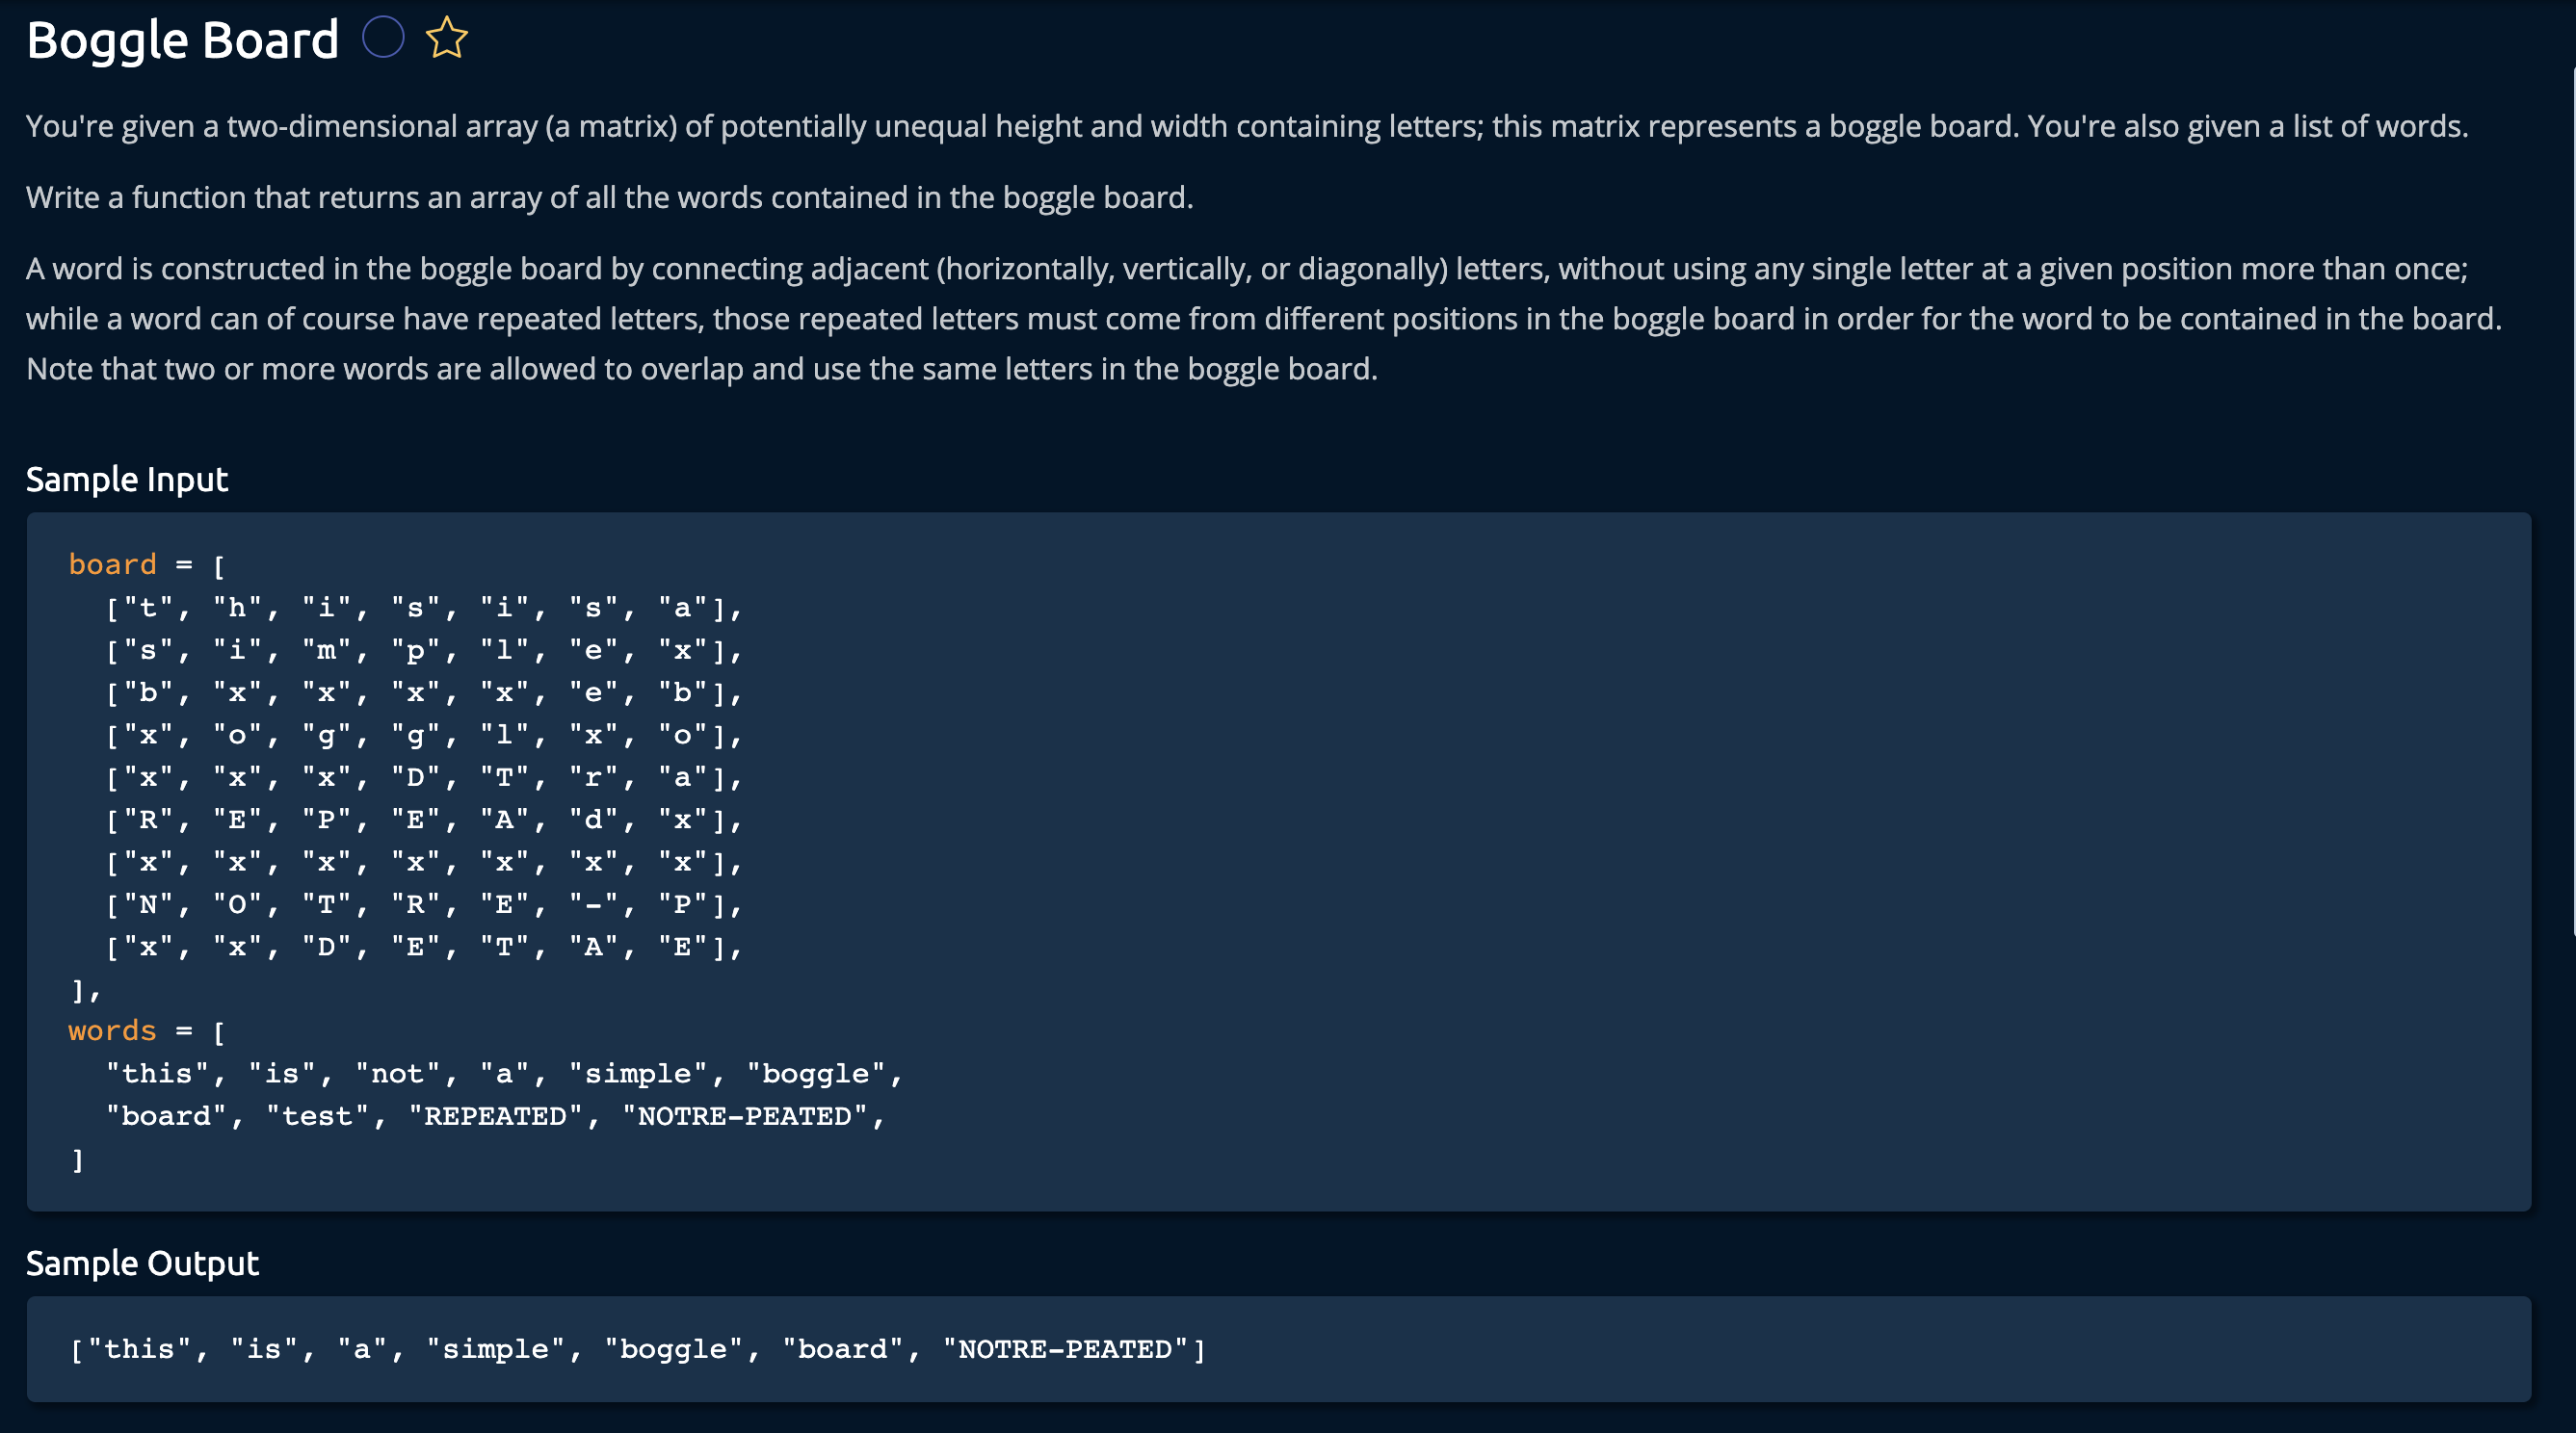 Boggle Board
You're given a two-dimensional array (a matrix) of potentially unequal height and width containing letters; this matrix represents a boggle board. You're also given a list of words.
Write a function that returns an array of all the words contained in the boggle board.
A word is constructed in the boggle board by connecting adjacent (horizontally, vertically, or diagonally) letters, without using any single letter at a given position more than once;
while a word can of course have repeated letters, those repeated letters must come from different positions in the boggle board in order for the word to be contained in the board.
Note that two or more words are allowed to overlap and use the same letters in the boggle board.
Sample Input
board = [
  ["t", "h", "i", "s", "i", "s", "a"],
  ["s", "i", "m", "p", "l", "e", "x"],
  ["b", "x", "x", "x", "x", "e", "b"],
  ["x", "o", "g", "g", "l", "x", "o"],
  ["x", "x", "x", "D", "T", "r", "a"],
  ["R", "E", "P", "E", "A", "d", "x"],
  ["x", "x", "x", "x", "x", "x", "x"],
  ["N", "O", "T", "R", "E", "-", "P"],
  ["x", "x", "D", "E", "T", "A", "E"],
],
words = [
  "this", "is", "not", "a", "simple", "boggle",
  "board", "test", "REPEATED", "NOTRE-PEATED",
]
Sample Output
["this", "is", "a", "simple", "boggle", "board", "NOTRE-PEATED"]